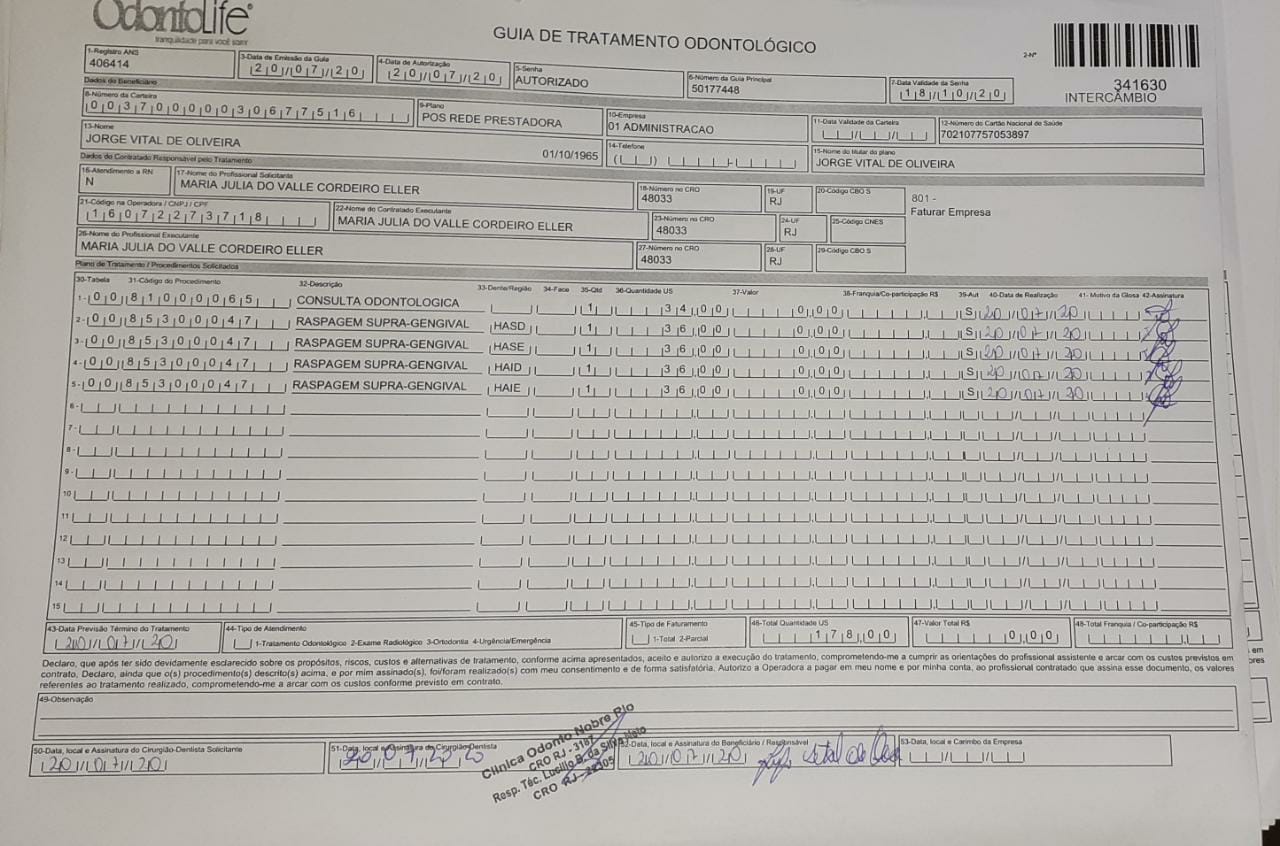 OdontoLife®
tranquilidade para você sorrir
GUIA DE TRATAMENTO ODONTOLÓGICO
2-Nº
341630
INTERCÂMBIO
1-Registro ANS
406414
3-Data de Emissão da Guia
20/07/20
4-Data de Autorização
20/07/20
5-Senha
AUTORIZADO
6-Número da Guia Principal
50177448
7-Data Validade da Senha
18/10/20
Dados do Beneficiário
8-Número da Carteira
00370000030677516
9-Plano
POS REDE PRESTADORA
10-Empresa
01 ADMINISTRACAO
11-Data Validade da Carteira
12-Número do Cartão Nacional de Saúde
702107757053897
13-Nome
JORGE VITAL DE OLIVEIRA
01/10/1965
14-Telefone
15-Nome do titular do plano
JORGE VITAL DE OLIVEIRA
Dados do Contratado Responsável pelo Tratamento
16-Atendimento a RN
N
17-Nome do Profissional Solicitante
MARIA JULIA DO VALLE CORDEIRO ELLER
18-Número no CRO
48033
19-UF
RJ
20-Código CBO S
801 -
Faturar Empresa
21-Código na Operadora / CNPJ / CPF
16072273718
22-Nome do Contratado Executante
MARIA JULIA DO VALLE CORDEIRO ELLER
23-Número no CRO
48033
24-UF
RJ
25-Código CNES
26-Nome do Profissional Executante
MARIA JULIA DO VALLE CORDEIRO ELLER
27-Número no CRO
48033
28-UF
RJ
29-Código CBO S
Plano de Tratamento / Procedimentos Solicitados
30-Tabela 31-Código do Procedimento 32-Descrição 33-Dente/Região 34-Face 35-Qtd 36-Quantidade US 37-Valor 38-Franquia/Co-participação R$ 39-Aut 40-Data de Realização 41- Motivo da Glosa 42-Assinatura
1- 00 81000065 CONSULTA ODONTOLOGICA 1 34,00 0,00 S 20/07/20
2- 00 85300047 RASPAGEM SUPRA-GENGIVAL HASD 1 36,00 0,00 S 20/07/20
3- 00 85300047 RASPAGEM SUPRA-GENGIVAL HASE 1 36,00 0,00 S 20/07/20
4- 00 85300047 RASPAGEM SUPRA-GENGIVAL HAID 1 36,00 0,00 S 20/07/20
5- 00 85300047 RASPAGEM SUPRA-GENGIVAL HAIE 1 36,00 0,00 S 20/07/20
6-
7-
8-
9-
10
11
12
13
14
15
43-Data Previsão Término do Tratamento
20/07/20
44-Tipo de Atendimento
1-Tratamento Odontológico 2-Exame Radiológico 3-Ortodontia 4-Urgência/Emergência
45-Tipo de Faturamento
1-Total 2-Parcial
46-Total Quantidade US
178,00
47-Valor Total R$
0,00
48-Total Franquia / Co-participação R$
Declaro, que após ter sido devidamente esclarecido sobre os propósitos, riscos, custos e alternativas de tratamento, conforme acima apresentados, aceito e autorizo a execução do tratamento, comprometendo-me a cumprir as orientações do profissional assistente e arcar com os custos previstos em
contrato. Declaro, ainda que o(s) procedimento(s) descrito(s) acima, e por mim assinado(s), foi/foram realizado(s) com meu consentimento e de forma satisfatória. Autorizo a Operadora a pagar em meu nome e por minha conta, ao profissional contratado que assina esse documento, os valores
referentes ao tratamento realizado, comprometendo-me a arcar com os custos conforme previsto em contrato.
49-Observação
50-Data, local e Assinatura do Cirurgião-Dentista Solicitante
20/07/20
51-Data, local e Assinatura do Cirurgião-Dentista
20/07/2020
Clínica Odonto Nobre Rio
CRO RJ - 3187
Resp. Téc. Lucilio B. da Silva Neto
CRO RJ
52-Data, local e Assinatura do Beneficiário / Responsável
20/07/20
53-Data, local e Carimbo da Empresa